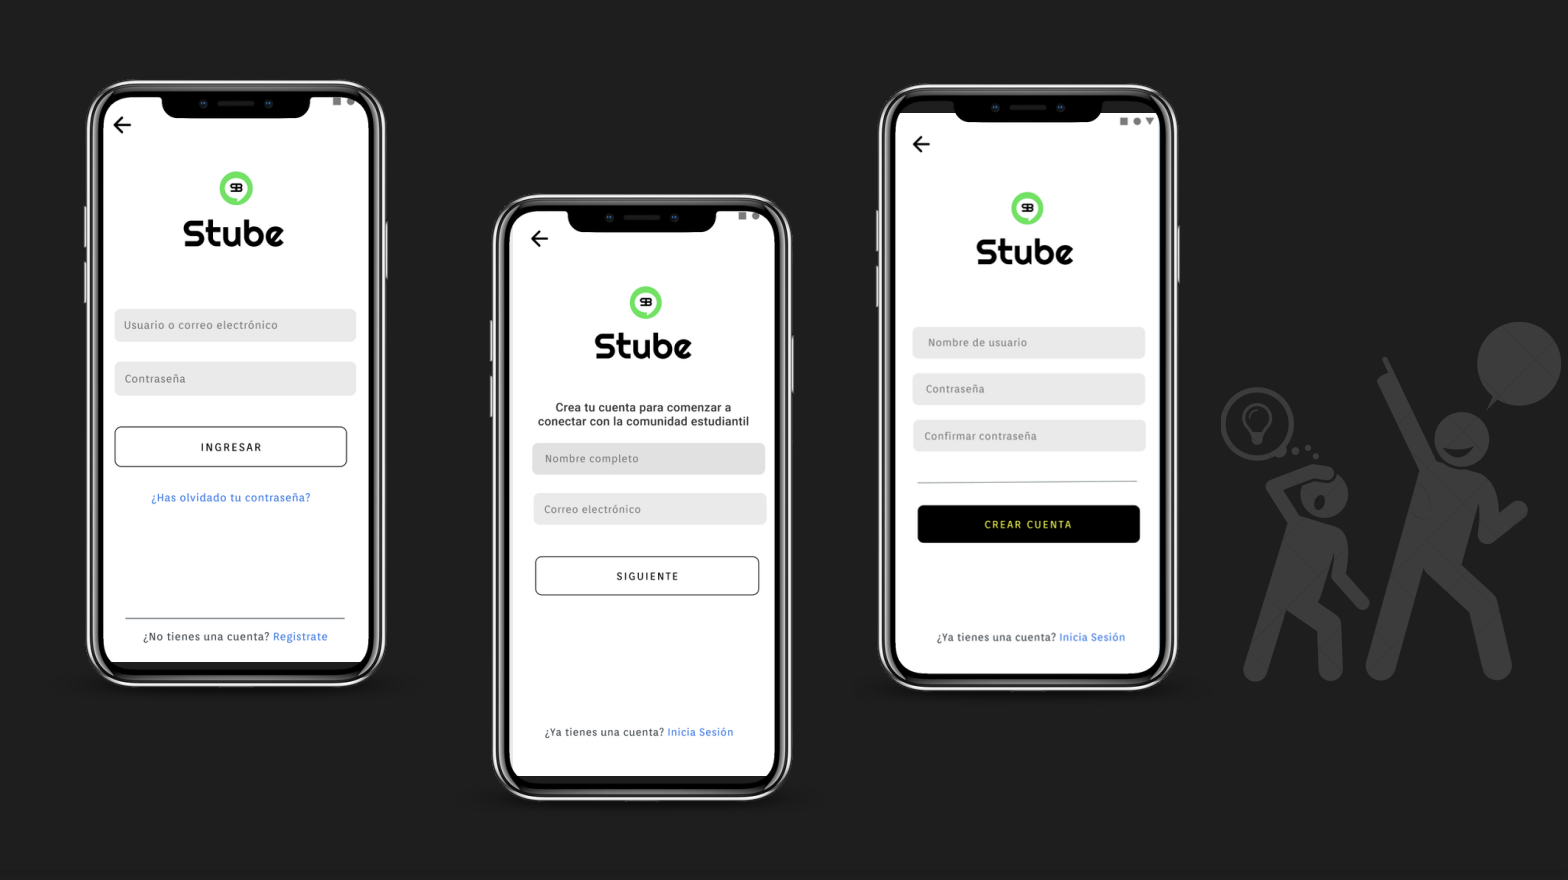 SB
Stube
Usuario o correo electrónico
Contraseña
INGRESAR
¿Has olvidado tu contraseña?
¿No tienes una cuenta? Registrate
SB
Stube
Crea tu cuenta para comenzar a
conectar con la comunidad estudiantil
Nombre completo
Correo electrónico
SIGUIENTE
¿Ya tienes una cuenta? Inicia Sesión
SB
Stube
Nombre de usuario
Contraseña
Confirmar contraseña
CREAR CUENTA
¿Ya tienes una cuenta? Inicia Sesión